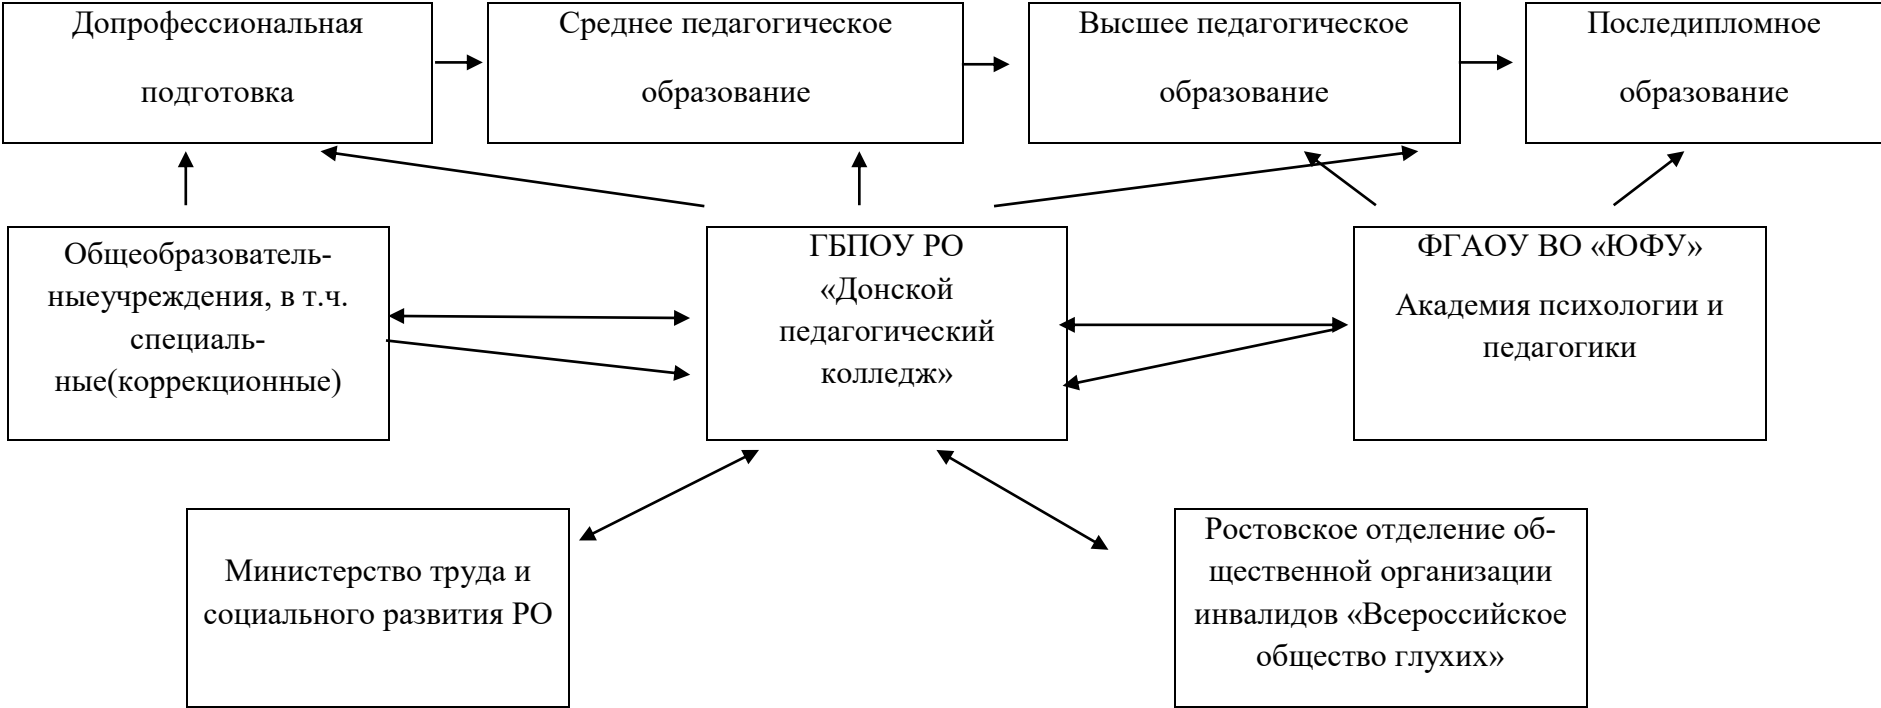 Допрофессиональная
подготовка
Среднее педагогическое
образование
Высшее педагогическое
образование
Последипломное
образование
Общеобразователь-
ныеучреждения, в т.ч.
специаль-
ные(коррекционные)
ГБПОУ РО
«Донской
педагогический
колледж»
ФГАОУ ВО «ЮФУ»
Академия психологии и
педагогики
Министерство труда и
социального развития РО
Ростовское отделение об-
щественной организации
инвалидов «Всероссийское
общество глухих»